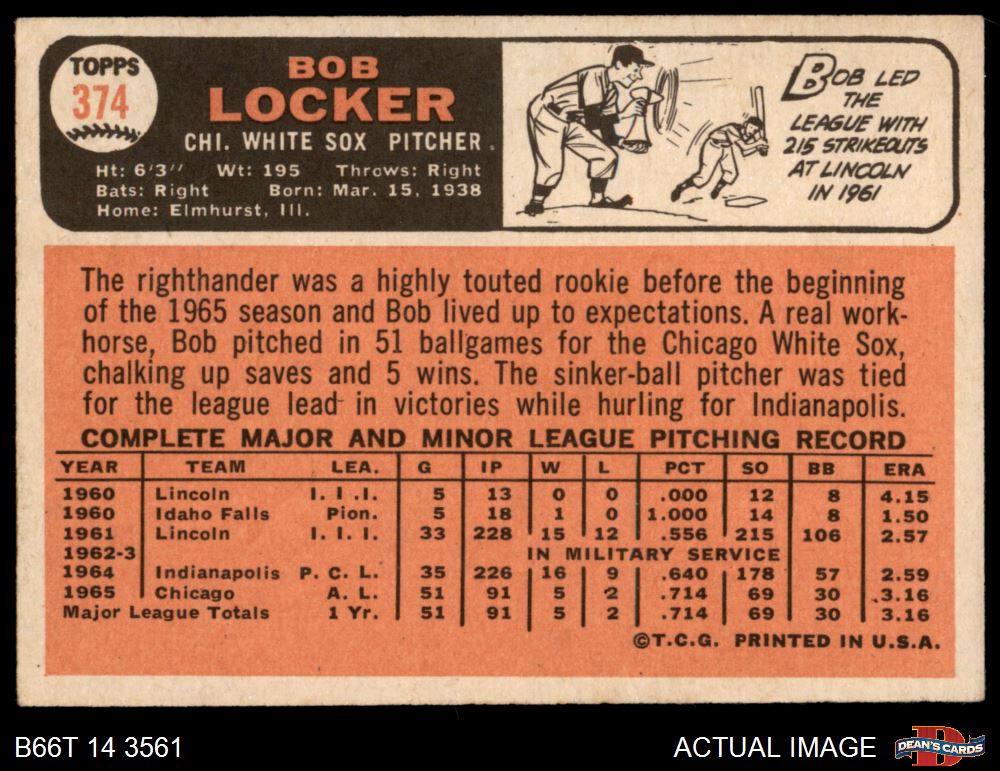 TOPPS
374
BOB
LOCKER
CHI. WHITE SOX PITCHER
Ht: 6'3'' Wt: 195 Throws: Right
Bats: Right Born: Mar. 15, 1938
Home: Elmhurst, Ill.
BOB LED
THE
LEAGUE WITH
215 STRIKEOUTS
AT LINCOLN
IN 1961
The righthander was a highly touted rookie before the beginning
of the 1965 season and Bob lived up to expectations. A real work-
horse, Bob pitched in 51 ballgames for the Chicago White Sox,
chalking up saves and 5 wins. The sinker-ball pitcher was tied
for the league lead in victories while hurling for Indianapolis.
COMPLETE MAJOR AND MINOR LEAGUE PITCHING RECORD
YEAR TEAM LEA. G IP W L PCT SO BB ERA
1960 Lincoln I. I. I. 5 13 0 0 .000 12 8 4.15
1960 Idaho Falls Pion. 5 18 1 0 1.000 14 8 1.50
1961 Lincoln I. I. I. 33 228 15 12 .556 215 106 2.57
1962-3 IN MILITARY SERVICE
1964 Indianapolis P. C. L. 35 226 16 9 .640 178 57 2.59
1965 Chicago A. L. 51 91 5 2 .714 69 30 3.16
Major League Totals 1 Yr. 51 91 5 2 .714 69 30 3.16
©T.C.G. PRINTED IN U.S.A.
B66T 14 3561
ACTUAL IMAGE
D
DEAN'S CARDS